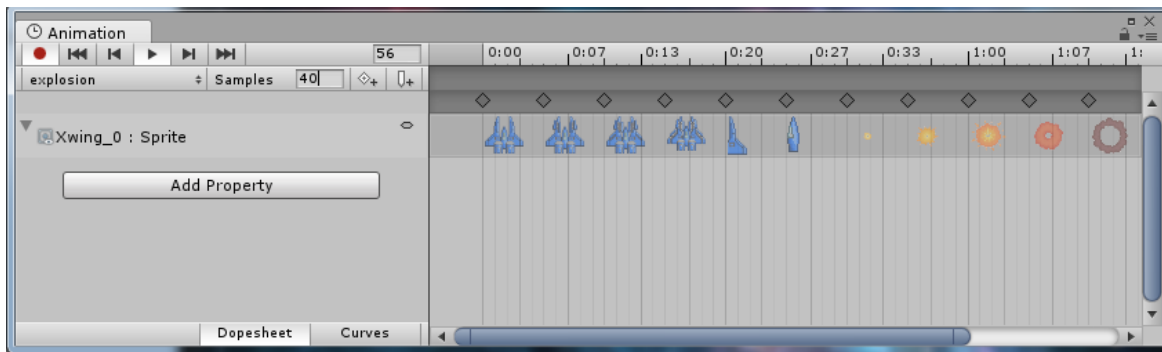 Animation
56
0:00 0:07 0:13 0:20 0:27 0:33 1:00 1:07 1:
explosion Samples 40
Xwing_0 : Sprite
Add Property
Dopesheet Curves